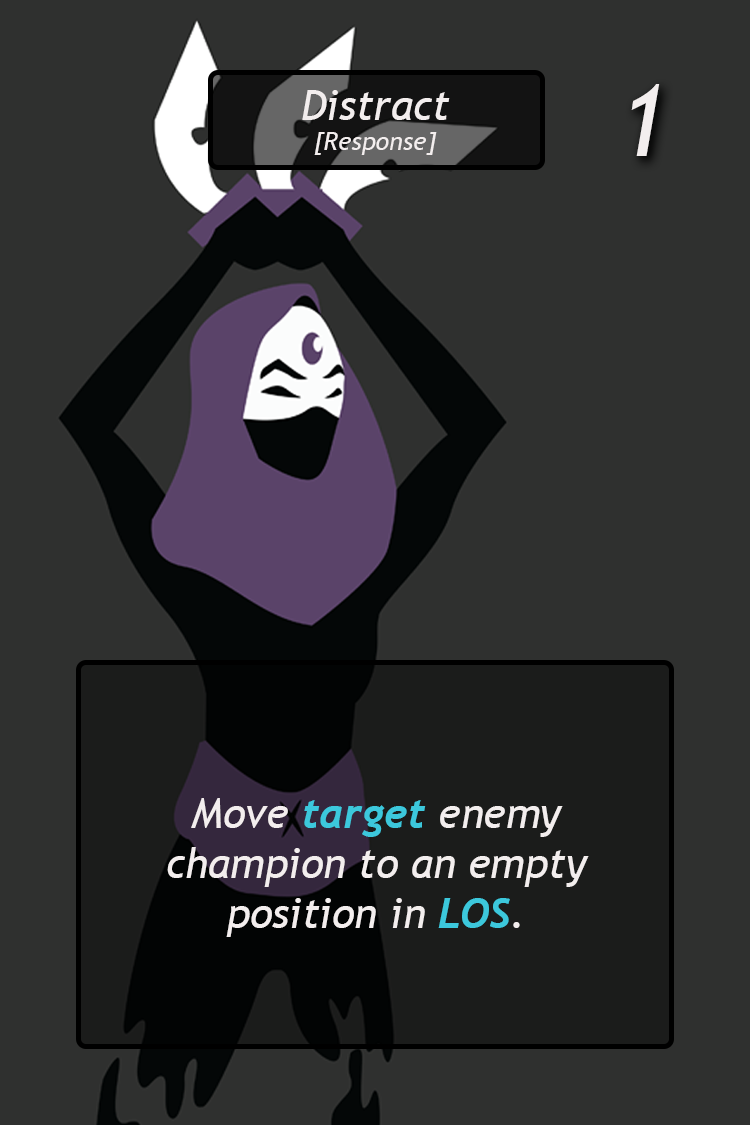 Distract
1
[Response]
Move target enemy
champion to an empty
position in LOS.